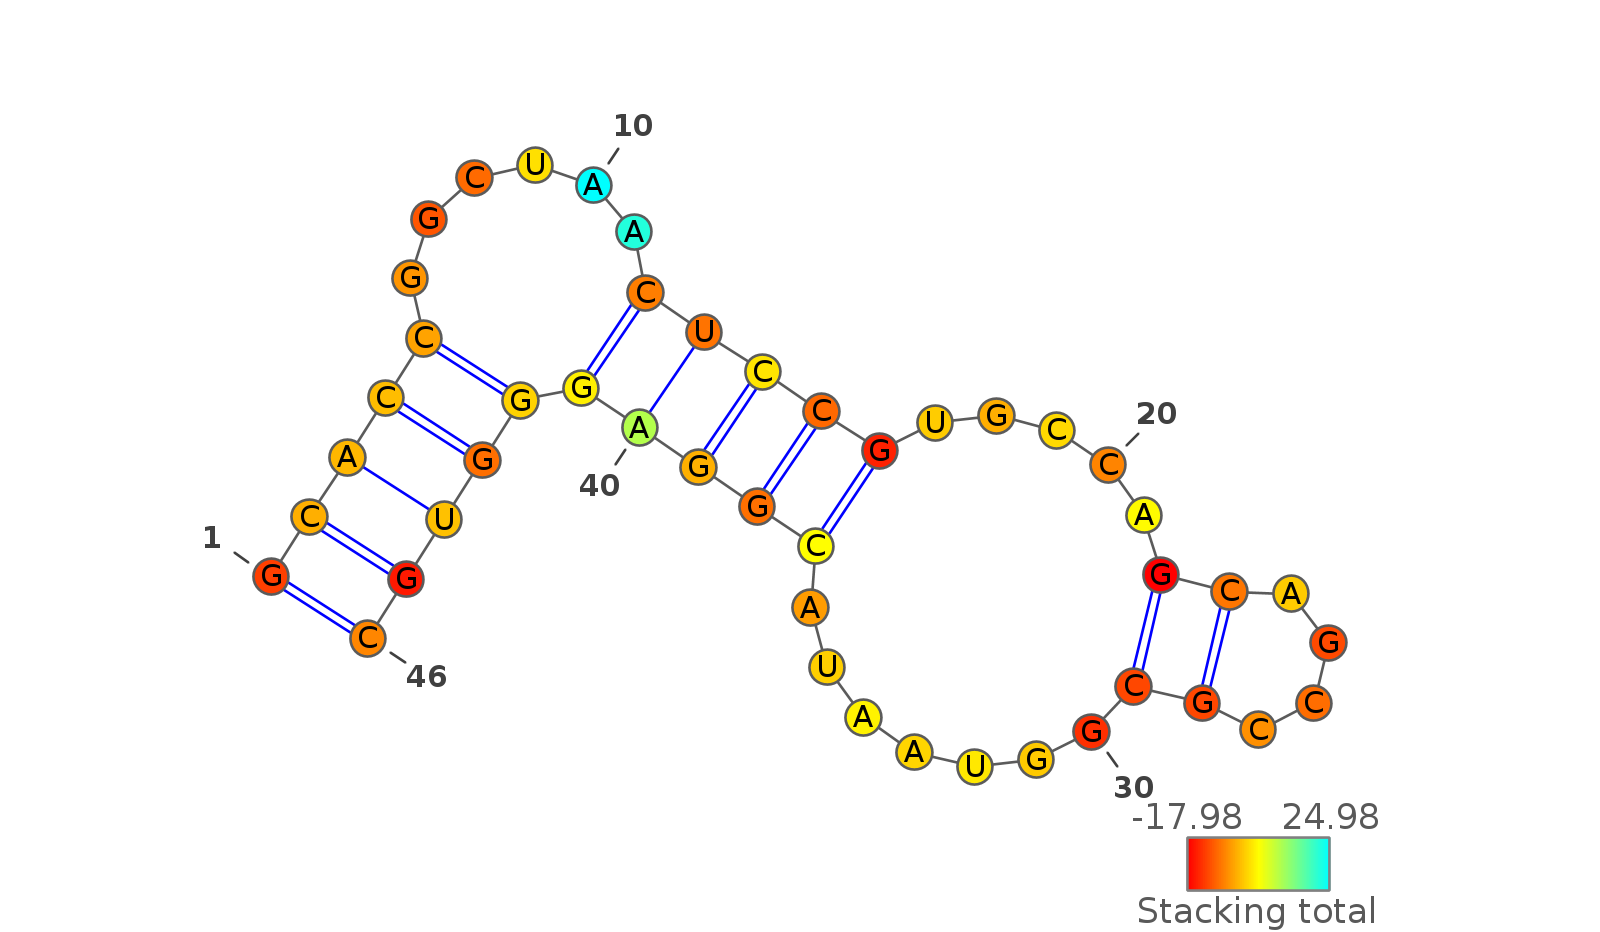 10
C U A
G A
G C
C U
C G C
A G A C
C U G G U G C 20
1 G G G C
C 40 C A
46 A G C A
U C G G
A G C
A U G C
30
-17.98 24.98
Stacking total